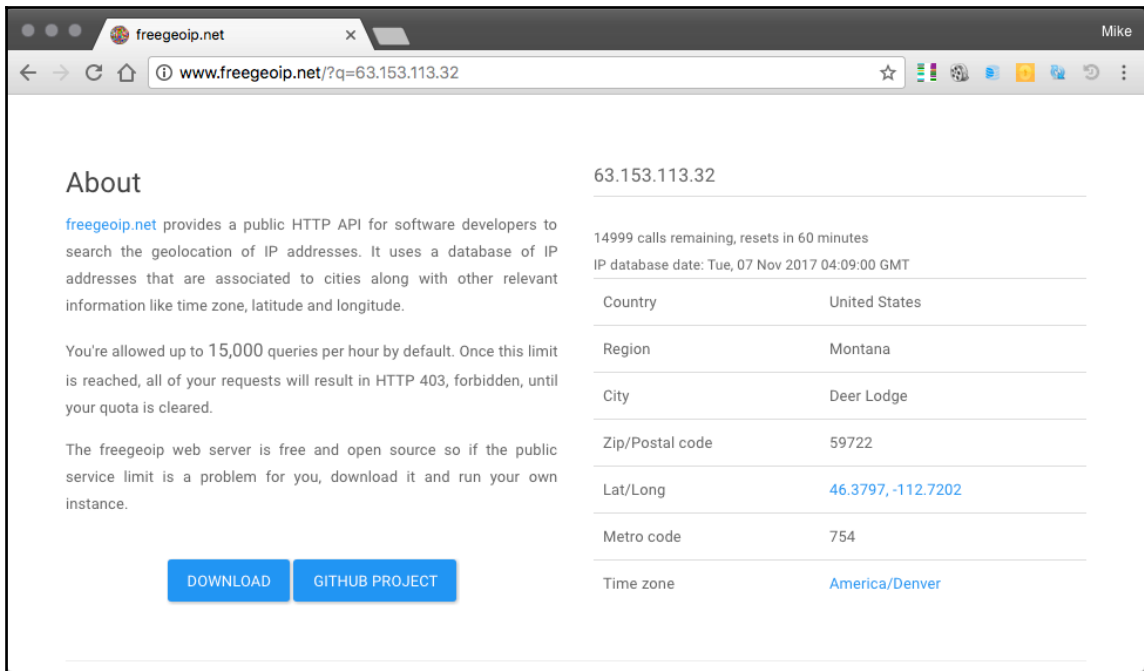 freegeoip.net
Mike
www.freegeoip.net/?q=63.153.113.32
About
freegeoip.net provides a public HTTP API for software developers to
search the geolocation of IP addresses. It uses a database of IP
addresses that are associated to cities along with other relevant
information like time zone, latitude and longitude.
You're allowed up to 15,000 queries per hour by default. Once this limit
is reached, all of your requests will result in HTTP 403, forbidden, until
your quota is cleared.
The freegeoip web server is free and open source so if the public
service limit is a problem for you, download it and run your own
instance.
DOWNLOAD
GITHUB PROJECT
63.153.113.32
14999 calls remaining, resets in 60 minutes
IP database date: Tue, 07 Nov 2017 04:09:00 GMT
Country United States
Region Montana
City Deer Lodge
Zip/Postal code 59722
Lat/Long 46.3797, -112.7202
Metro code 754
Time zone America/Denver